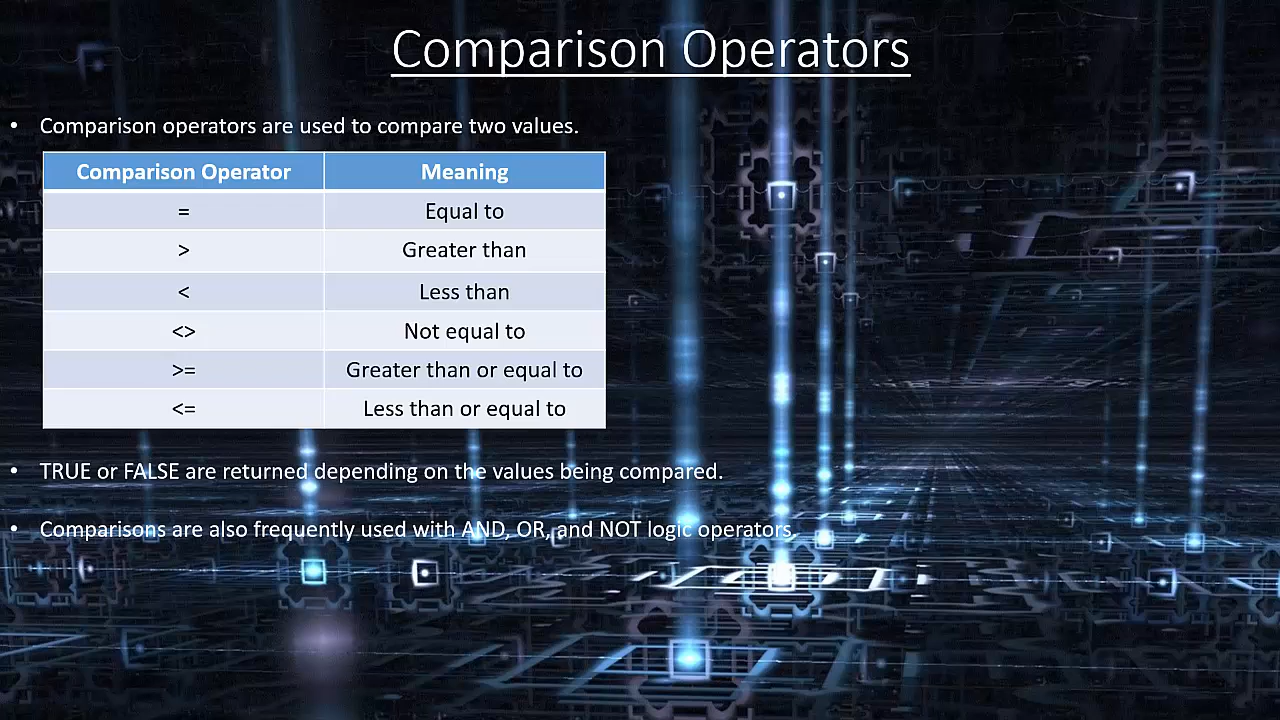 Comparison Operators
• Comparison operators are used to compare two values.
Comparison Operator Meaning
= Equal to
> Greater than
< Less than
<> Not equal to
>= Greater than or equal to
<= Less than or equal to
• TRUE or FALSE are returned depending on the values being compared.
• Comparisons are also frequently used with AND, OR, and NOT logic operators.